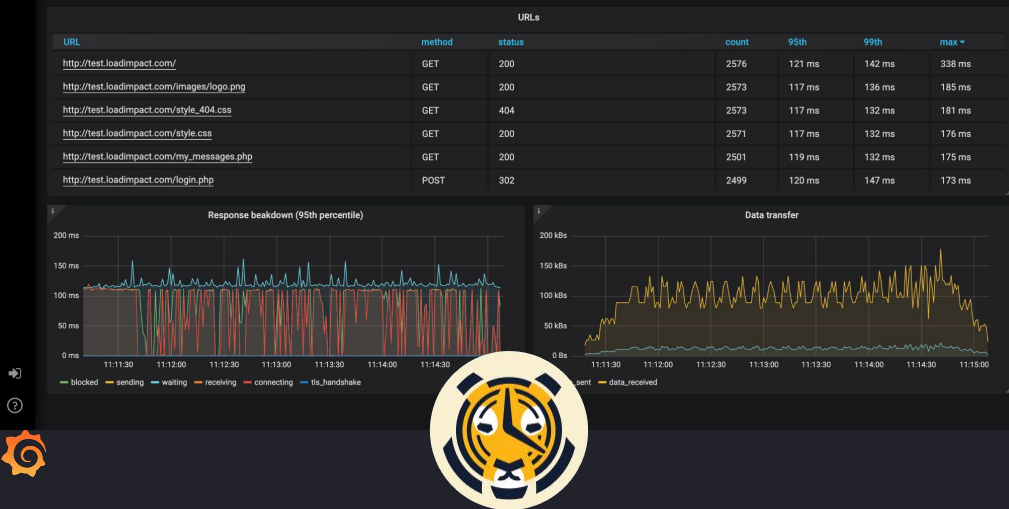 URLs
URL method status count 95th 99th max
http://test.loadimpact.com/ GET 200 2576 121 ms 142 ms 338 ms
http://test.loadimpact.com/images/logo.png GET 200 2573 117 ms 136 ms 185 ms
http://test.loadimpact.com/style_404.css GET 404 2573 117 ms 132 ms 181 ms
http://test.loadimpact.com/style.css GET 200 2571 117 ms 132 ms 176 ms
http://test.loadimpact.com/my_messages.php GET 200 2501 119 ms 132 ms 175 ms
http://test.loadimpact.com/login.php POST 302 2499 120 ms 147 ms 173 ms
i
Response beakdown (95th percentile)
200 ms
150 ms
100 ms
50 ms
0 ms
11:11:30 11:12:00 11:12:30 11:13:00 11:13:30 11:14:00 11:14:30
blocked sending waiting receiving connecting tls_handshake
i
Data transfer
200 kBs
150 kBs
100 kBs
50 kBs
0 Bs
11:11:30 11:12:00 11:12:30 11:13:00 11:13:30 11:14:00 11:14:30 11:15:00
_sent data_received
?